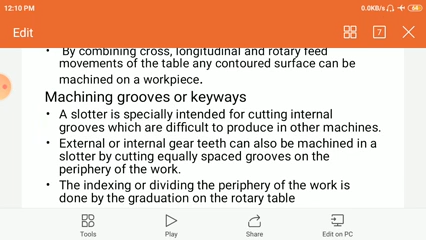 12:10 PM
0.0KB/s
64
Edit
7
• By combining cross, longitudinal and rotary feed
movements of the table any contoured surface can be
machined on a workpiece.
Machining grooves or keyways
• A slotter is specially intended for cutting internal
grooves which are difficult to produce in other machines.
• External or internal gear teeth can also be machined in a
slotter by cutting equally spaced grooves on the
periphery of the work.
• The indexing or dividing the periphery of the work is
done by the graduation on the rotary table
Tools
Play
Share
Edit on PC